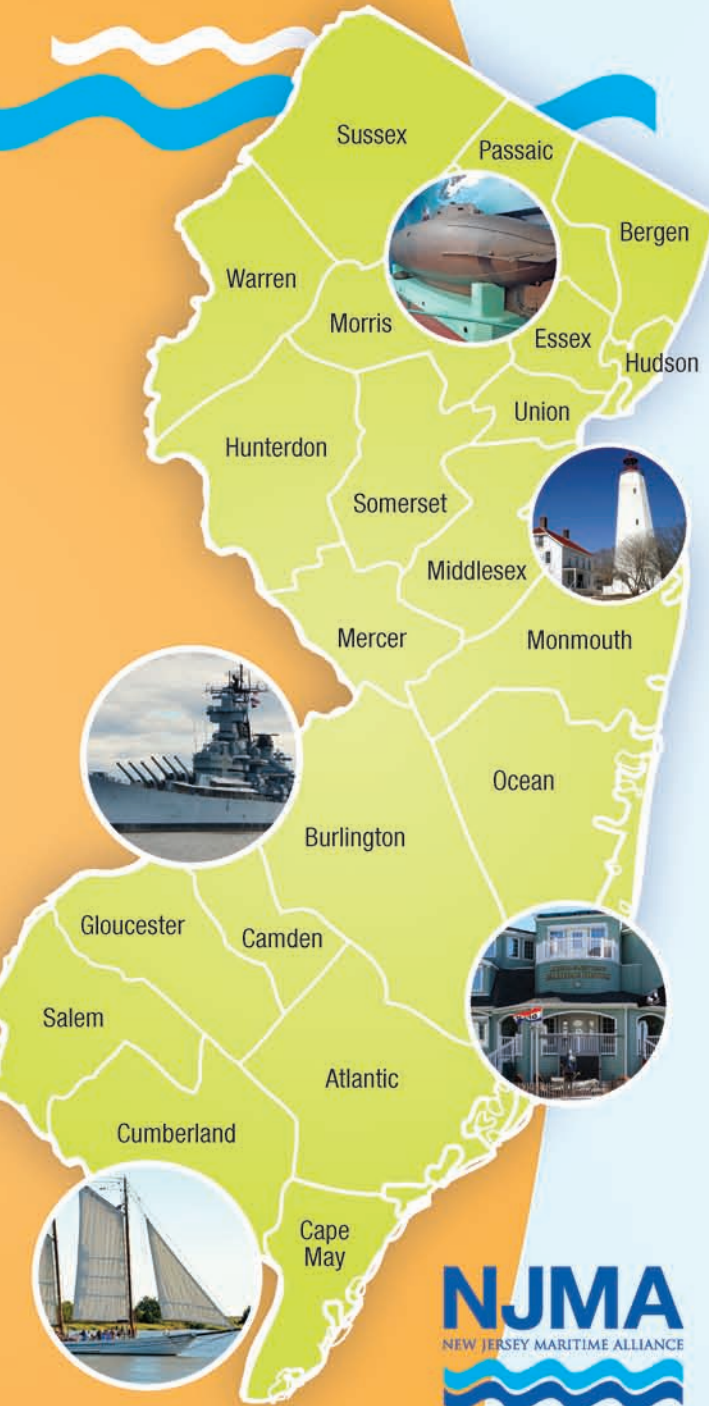 Sussex
Passaic
Bergen
Warren
Morris
Essex
Hudson
Union
Hunterdon
Somerset
Middlesex
Mercer
Monmouth
Ocean
Burlington
Gloucester
Camden
Salem
Atlantic
Cumberland
Cape
May
NJMA
NEW JERSEY MARITIME ALLIANCE